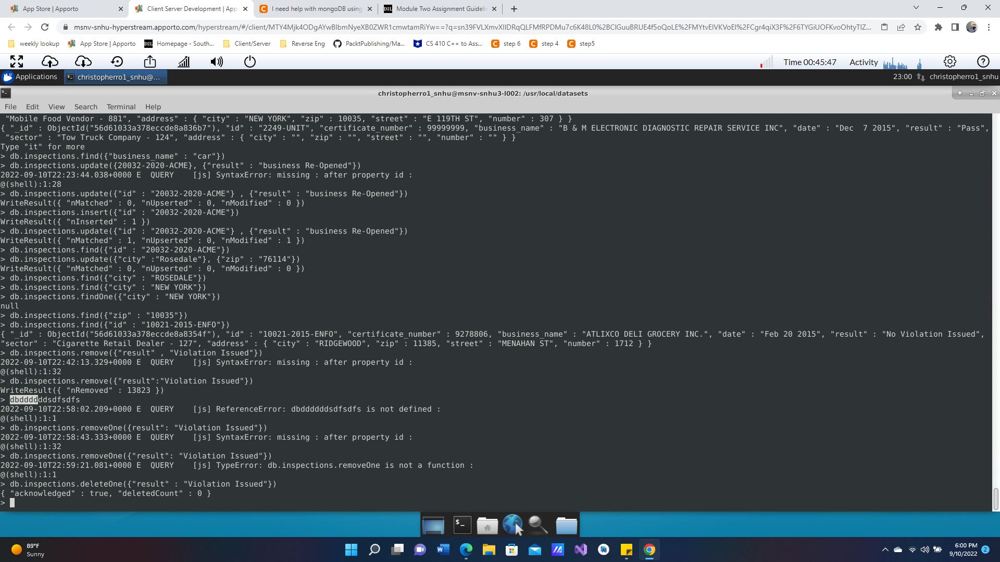 App Store | Apporto
Client Server Development | App
I need help with mongoDB using
Module Two Assignment Guideli
msnv-snhu-hyperstream.apporto.com/hyperstream/#/client/
weekly lookup
App Store | Apporto
Homepage - South...
Client/Server
Reverse Eng
PacktPublishing/Ma...
CS 410 C++ to Ass...
step 6
step 4
step5
Time 00:45:47
Activity
Applications
christopherro1_snhu@...
23:00
christopherro1_snhu
christopherro1_snhu@msnv-snhu3-l002: /usr/local/datasets
File Edit View Search Terminal Help
"Mobile Food Vendor - 881", "address" : { "city" : "NEW YORK", "zip" : 10035, "street" : "E 119TH ST", "number" : 307 } }
{ "_id" : ObjectId("56d61033a378eccde8a836b7"), "id" : "2249-UNIT", "certificate_number" : 99999999, "business_name" : "B & M ELECTRONIC DIAGNOSTIC REPAIR SERVICE INC", "date" : "Dec  7 2015", "result" : "Pass",
"sector" : "Tow Truck Company - 124", "address" : { "city" : "", "zip" : "", "street" : "", "number" : "" } }
Type "it" for more
> db.inspections.find({"business_name" : "car"})
> db.inspections.update({20032-2020-ACME}, {"result" : "business Re-Opened"})
2022-09-10T22:23:44.038+0000 E  QUERY    [js] SyntaxError: missing : after property id :
@(shell):1:28
> db.inspections.update({"id" : "20032-2020-ACME"} , {"result" : "business Re-Opened"})
WriteResult({ "nMatched" : 0, "nUpserted" : 0, "nModified" : 0 })
> db.inspections.insert({"id" : "20032-2020-ACME"})
WriteResult({ "nInserted" : 1 })
> db.inspections.update({"id" : "20032-2020-ACME"} , {"result" : "business Re-Opened"})
WriteResult({ "nMatched" : 1, "nUpserted" : 0, "nModified" : 1 })
> db.inspections.find({"id" : "20032-2020-ACME"})
> db.inspections.update({"city" :"Rosedale"}, {"zip" : "76114"})
WriteResult({ "nMatched" : 0, "nUpserted" : 0, "nModified" : 0 })
> db.inspections.find({"city" : "ROSEDALE"})
> db.inspections.find({"city" : "NEW YORK"})
> db.inspections.findOne({"city" : "NEW YORK"})
null
> db.inspections.find({"zip" : "10035"})
> db.inspections.find({"id" : "10021-2015-ENFO"})
{ "_id" : ObjectId("56d61033a378eccde8a8354f"), "id" : "10021-2015-ENFO", "certificate_number" : 9278806, "business_name" : "ATLIXCO DELI GROCERY INC.", "date" : "Feb 20 2015", "result" : "No Violation Issued",
"sector" : "Cigarette Retail Dealer - 127", "address" : { "city" : "RIDGEWOOD", "zip" : 11385, "street" : "MENAHAN ST", "number" : 1712 } }
> db.inspections.remove({"result" , "Violation Issued"})
2022-09-10T22:42:13.329+0000 E  QUERY    [js] SyntaxError: missing : after property id :
@(shell):1:32
> db.inspections.remove({"result":"Violation Issued"})
WriteResult({ "nRemoved" : 13823 })
> dbddddddsdfsdfs
2022-09-10T22:58:02.209+0000 E  QUERY    [js] ReferenceError: dbddddddsdfsdfs is not defined :
@(shell):1:1
> db.inspections.removeOne({result": "Violation Issued"})
2022-09-10T22:58:43.333+0000 E  QUERY    [js] SyntaxError: missing : after property id :
@(shell):1:32
> db.inspections.removeOne({"result": "Violation Issued"})
2022-09-10T22:59:21.081+0000 E  QUERY    [js] TypeError: db.inspections.removeOne is not a function :
@(shell):1:1
> db.inspections.deleteOne({"result" : "Violation Issued"})
{ "acknowledged" : true, "deletedCount" : 0 }
>
89°F
Sunny
6:00 PM
9/10/2022
2